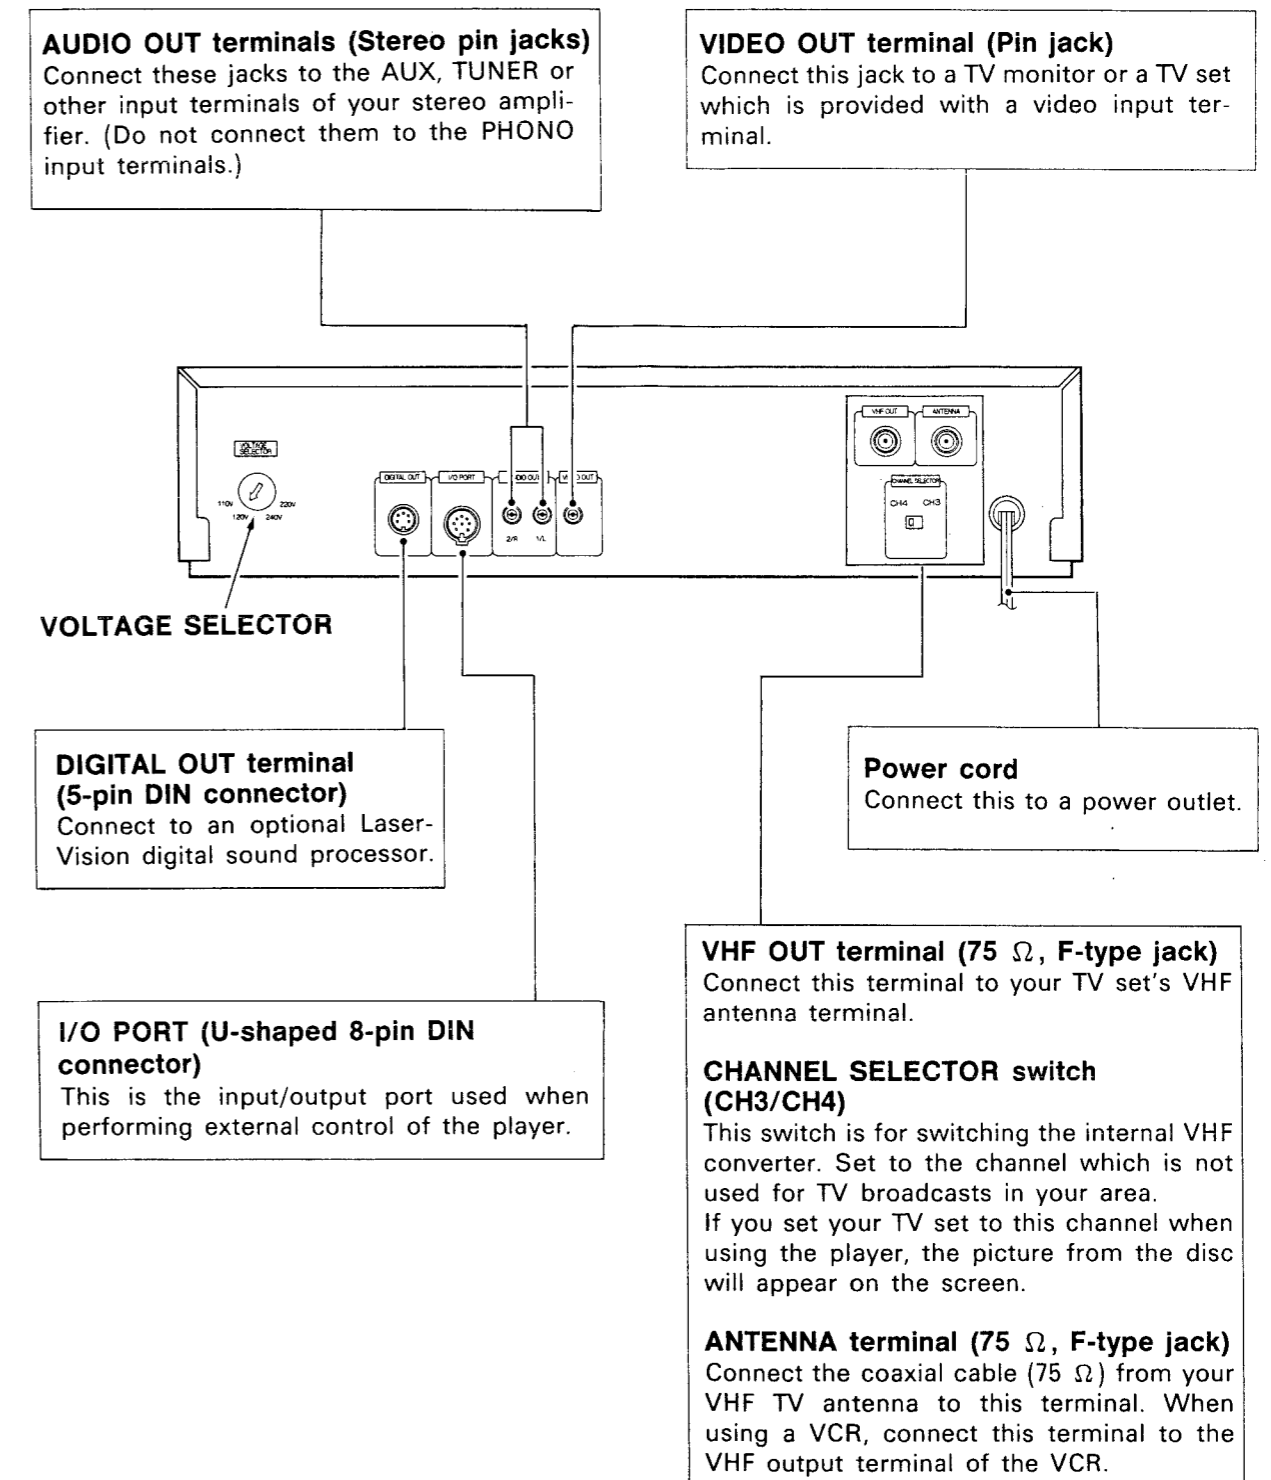 AUDIO OUT terminals (Stereo pin jacks)
Connect these jacks to the AUX, TUNER or
other input terminals of your stereo ampli-
fier. (Do not connect them to the PHONO
input terminals.)
VIDEO OUT terminal (Pin jack)
Connect this jack to a TV monitor or a TV set
which is provided with a video input ter-
minal.
VHF OUT
ANTENNA
VOLTAGE
SELECTOR
110V
120V
240V
220V
DIGITAL OUT
I/O PORT
2/R
1/L
CHANNEL SELECTOR
CH4
CH3
VOLTAGE SELECTOR
DIGITAL OUT terminal
(5-pin DIN connector)
Connect to an optional Laser-
Vision digital sound processor.
Power cord
Connect this to a power outlet.
I/O PORT (U-shaped 8-pin DIN
connector)
This is the input/output port used when
performing external control of the player.
VHF OUT terminal (75 Ω, F-type jack)
Connect this terminal to your TV set's VHF
antenna terminal.
CHANNEL SELECTOR switch
(CH3/CH4)
This switch is for switching the internal VHF
converter. Set to the channel which is not
used for TV broadcasts in your area.
If you set your TV set to this channel when
using the player, the picture from the disc
will appear on the screen.
ANTENNA terminal (75 Ω, F-type jack)
Connect the coaxial cable (75 Ω) from your
VHF TV antenna to this terminal. When
using a VCR, connect this terminal to the
VHF output terminal of the VCR.